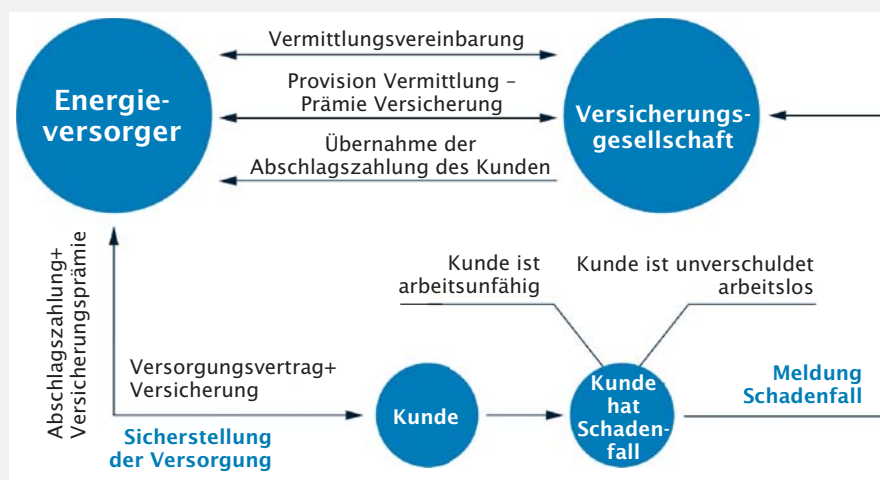 Vermittlungsvereinbarung
Energie-
versorger
Provision Vermittlung –
Prämie Versicherung
Versicherungs-
gesellschaft
Übernahme der
Abschlagszahlung des Kunden
Abschlagszahlung+
Versicherungsprämie
Kunde ist
arbeitsunfähig
Kunde ist unverschuldet
arbeitslos
Versorgungsvertrag+
Versicherung
Sicherstellung
der Versorgung
Kunde
Kunde
hat
Schaden-
fall
Meldung
Schadenfall